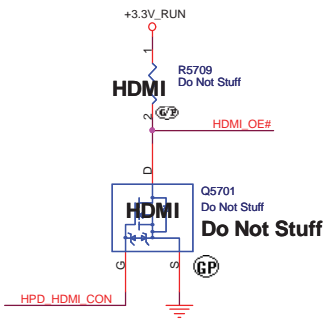 +3.3V_RUN
1
R5709
Do Not Stuff
HDMI
2
G/P
HDMI_OE#
D
Q5701
HDMI
Do Not Stuff
Do Not Stuff
G
S
GP
HPD_HDMI_CON